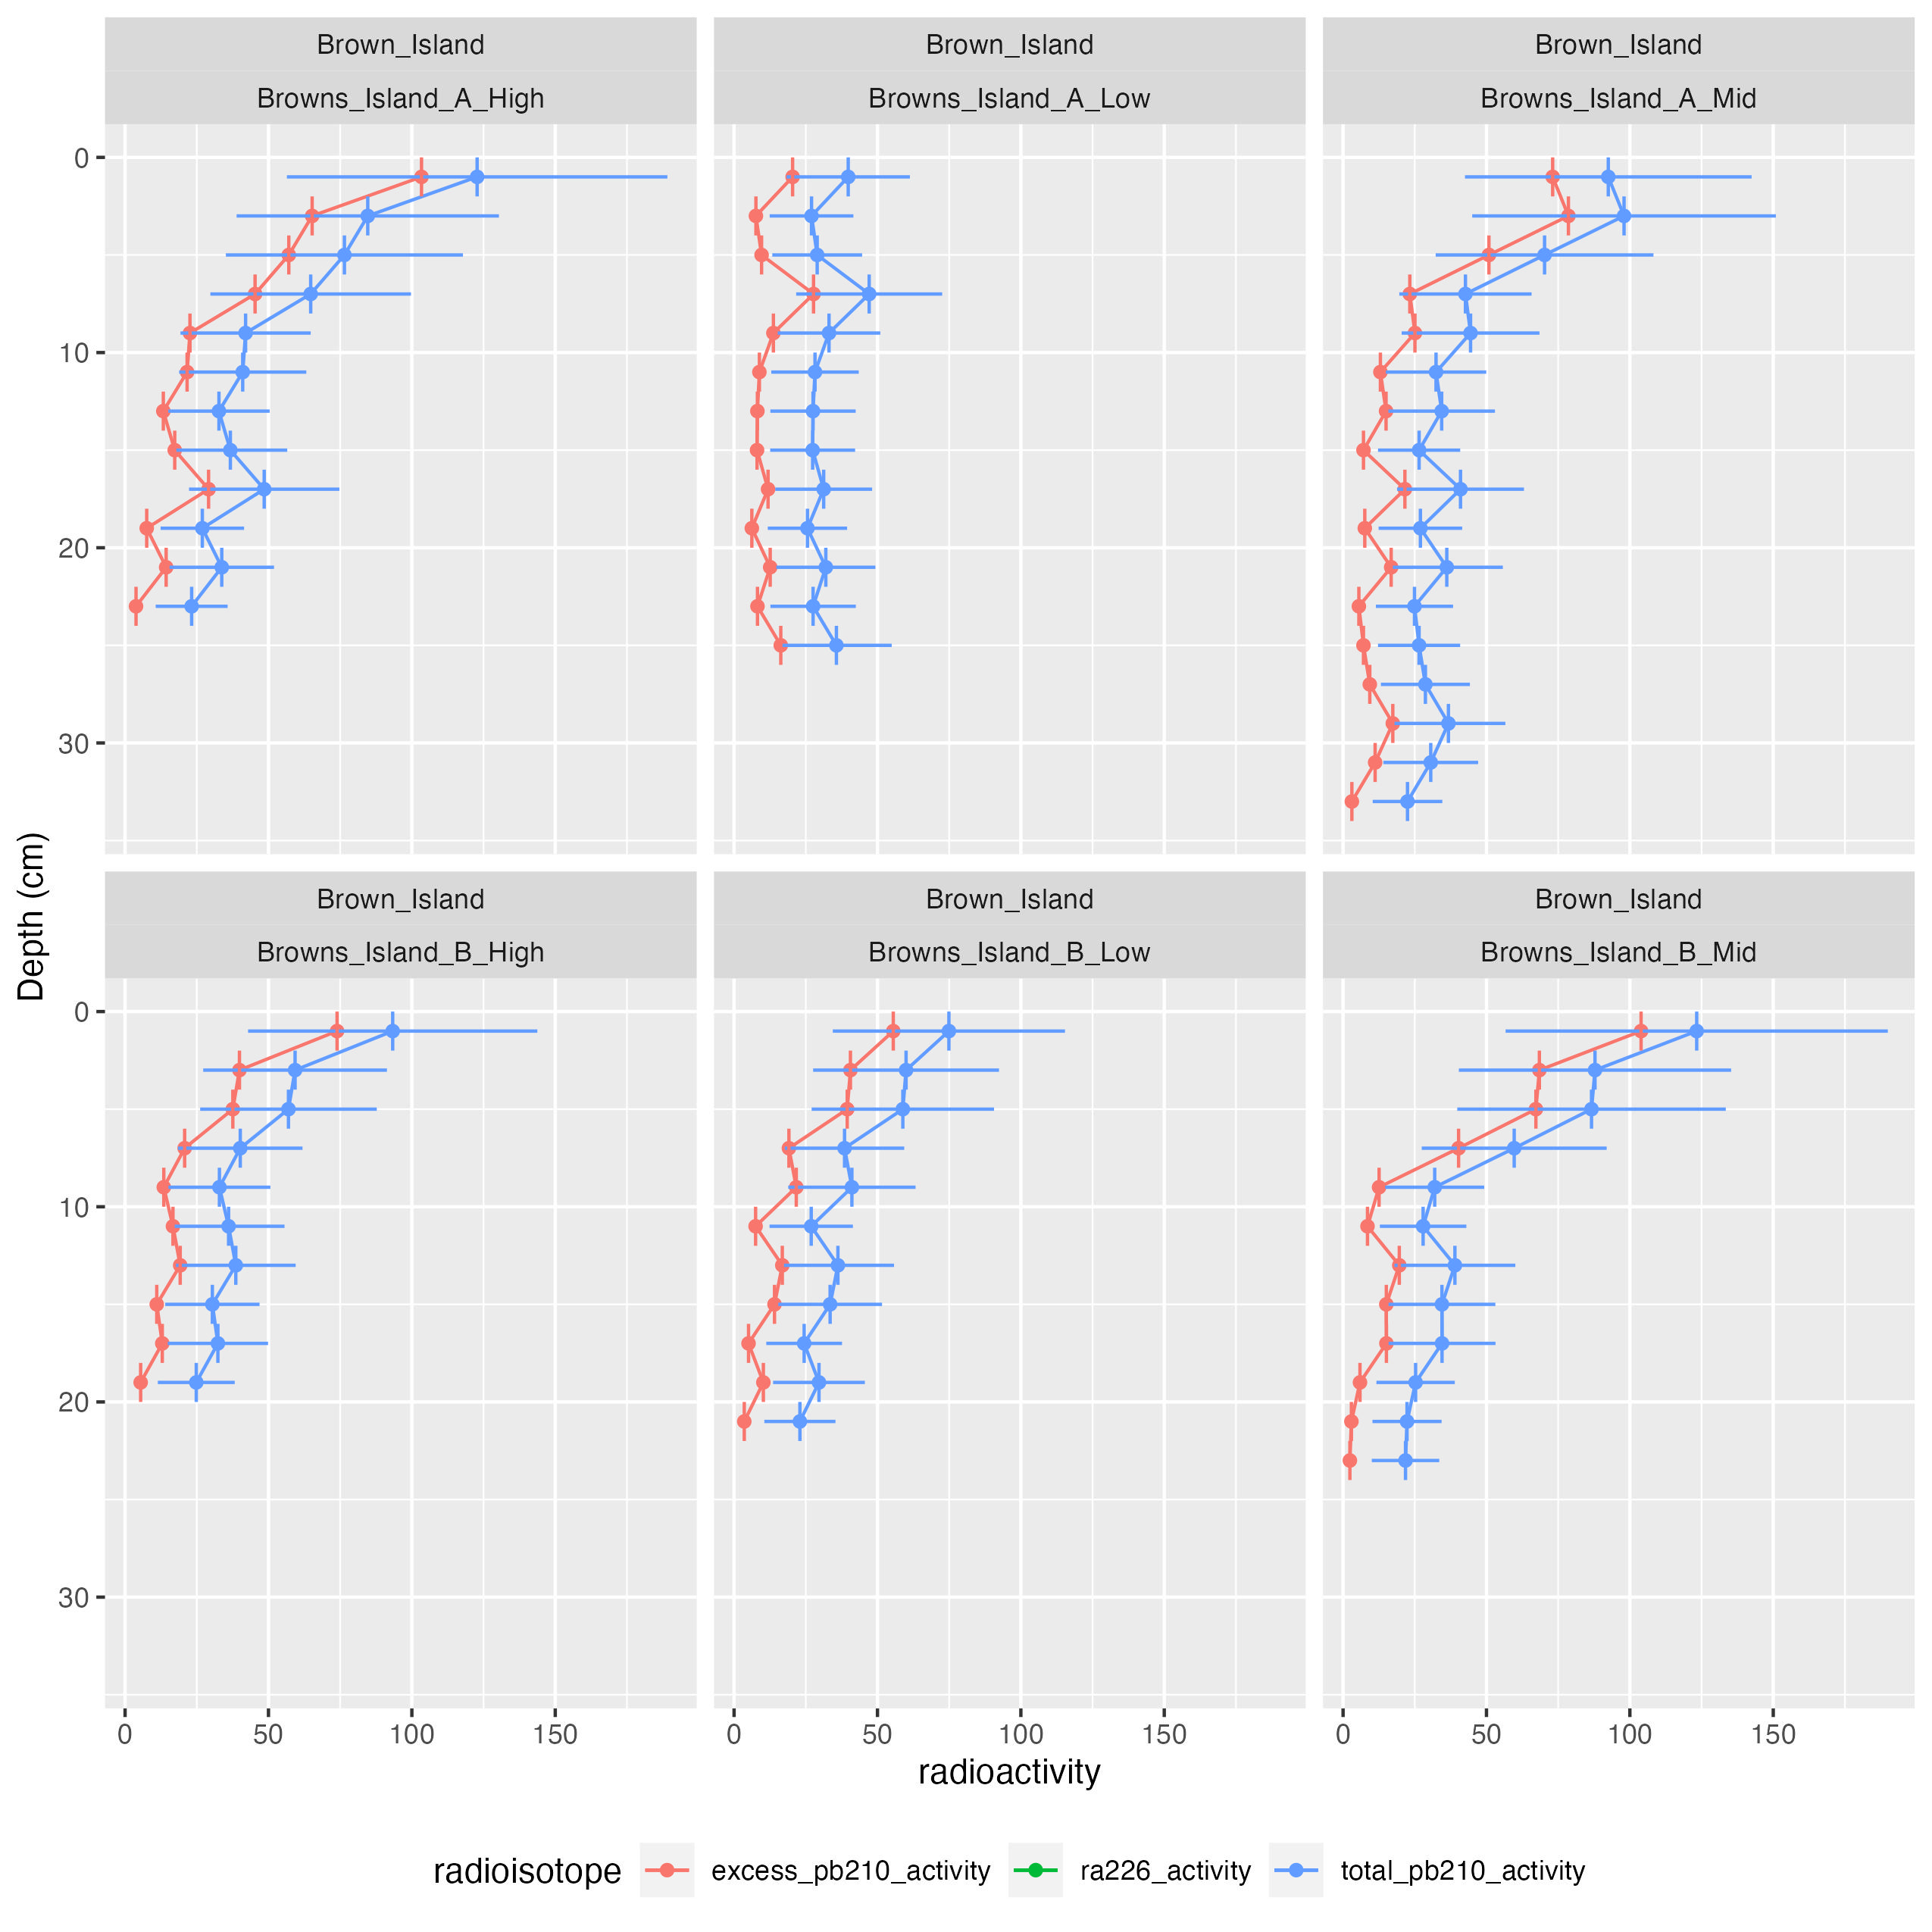 Brown_Island
Browns_Island_A_High
Brown_Island
Browns_Island_A_Low
Brown_Island
Browns_Island_A_Mid
0
10
20
30
Depth (cm)
Brown_Island
Browns_Island_B_High
Brown_Island
Browns_Island_B_Low
Brown_Island
Browns_Island_B_Mid
0
10
20
30
0 50 100 150
0 50 100 150
0 50 100 150
radioactivity
radioisotope excess_pb210_activity ra226_activity total_pb210_activity